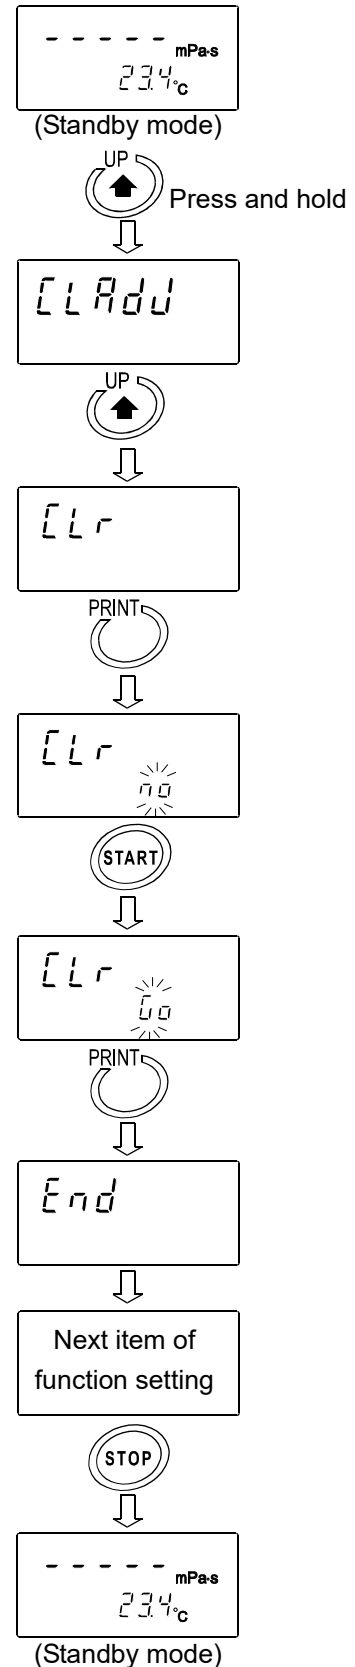 - - - - - mPa·s
23.4°C
(Standby mode)
UP
Press and hold
CLAdJ
UP
CLr
PRINT
CLr
no
START
CLr
Go
PRINT
End
Next item of
function setting
STOP
- - - - - mPa·s
23.4°C
(Standby mode)